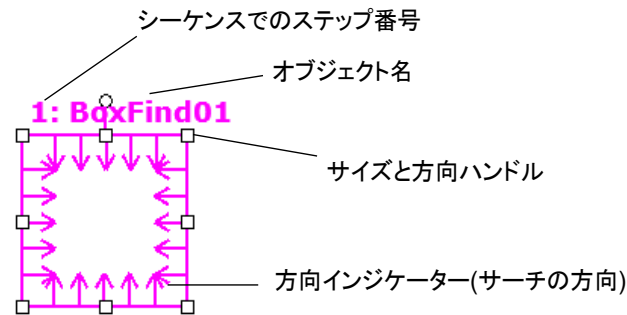 シーケンスでのステップ番号
オブジェクト名
1: BoxFind01
サイズと方向ハンドル
方向インジケーター(サーチの方向)